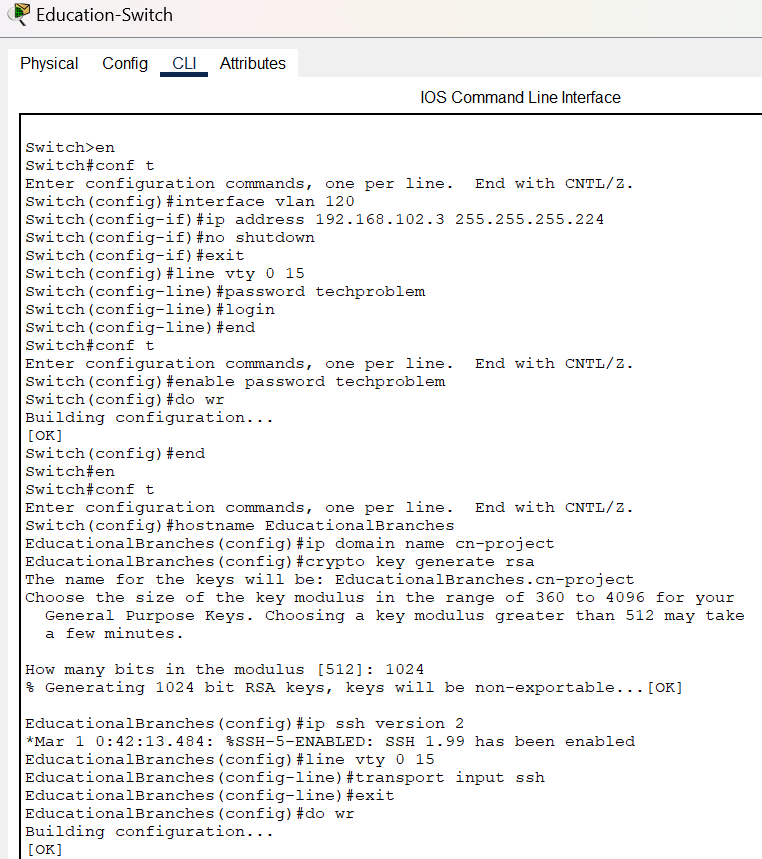 Education-Switch
Physical Config CLI Attributes
IOS Command Line Interface
Switch>en
Switch#conf t
Enter configuration commands, one per line.  End with CNTL/Z.
Switch(config)#interface vlan 120
Switch(config-if)#ip address 192.168.102.3 255.255.255.224
Switch(config-if)#no shutdown
Switch(config-if)#exit
Switch(config)#line vty 0 15
Switch(config-line)#password techproblem
Switch(config-line)#login
Switch(config-line)#end
Switch#conf t
Enter configuration commands, one per line.  End with CNTL/Z.
Switch(config)#enable password techproblem
Switch(config)#do wr
Building configuration...
[OK]
Switch(config)#end
Switch#en
Switch#conf t
Enter configuration commands, one per line.  End with CNTL/Z.
Switch(config)#hostname EducationalBranches
EducationalBranches(config)#ip domain name cn-project
EducationalBranches(config)#crypto key generate rsa
The name for the keys will be: EducationalBranches.cn-project
Choose the size of the key modulus in the range of 360 to 4096 for your
  General Purpose Keys. Choosing a key modulus greater than 512 may take
  a few minutes.
How many bits in the modulus [512]: 1024
% Generating 1024 bit RSA keys, keys will be non-exportable...[OK]
EducationalBranches(config)#ip ssh version 2
*Mar 1 0:42:13.484: %SSH-5-ENABLED: SSH 1.99 has been enabled
EducationalBranches(config)#line vty 0 15
EducationalBranches(config-line)#transport input ssh
EducationalBranches(config-line)#exit
EducationalBranches(config)#do wr
Building configuration...
[OK]